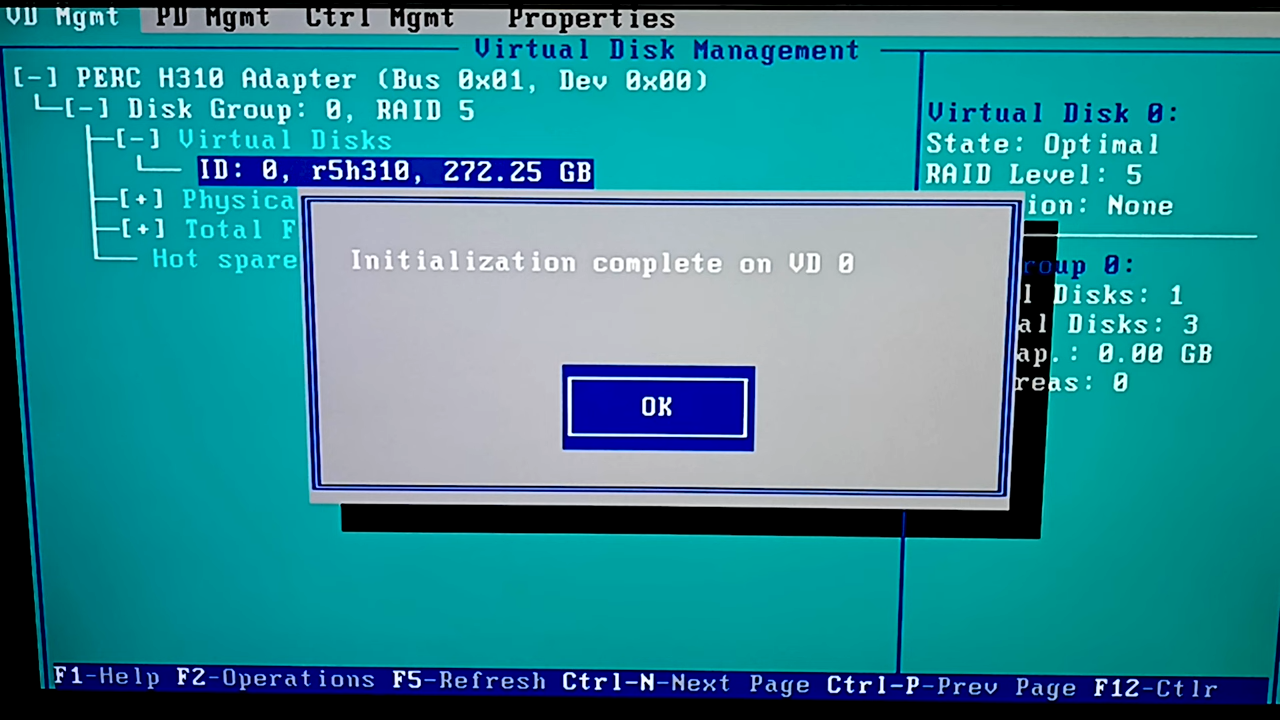 VD Mgmt PD Mgmt Ctrl Mgmt Properties
Virtual Disk Management
[-] PERC H310 Adapter (Bus 0x01, Dev 0x00)
[-] Disk Group: 0, RAID 5
[-] Virtual Disks
ID: 0, r5h310, 272.25 GB
[+] Physica
[+] Total F
Hot spare
Virtual Disk 0:
State: Optimal
RAID Level: 5
ion: None
roup 0:
l Disks: 1
al Disks: 3
ap.: 0.00 GB
reas: 0
Initialization complete on VD 0
OK
F1-Help F2-Operations F5-Refresh Ctrl-N-Next Page Ctrl-P-Prev Page F12-Ctlr